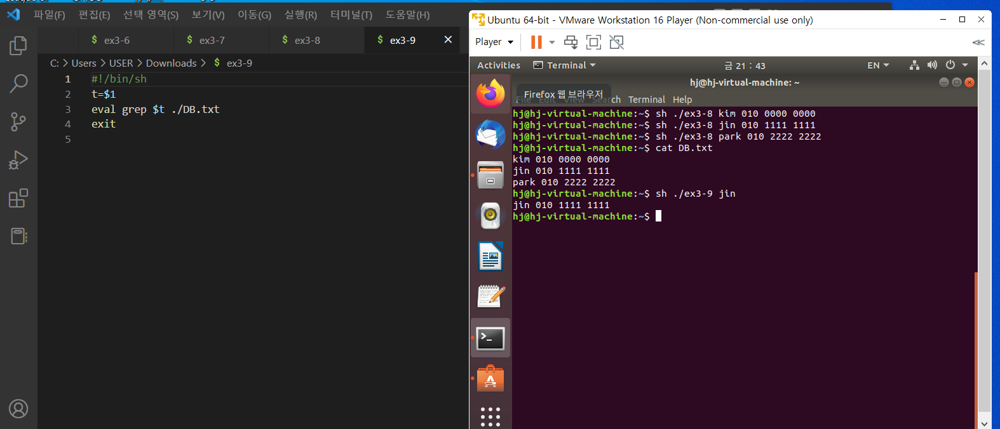 파일(F) 편집(E) 선택 영역(S) 보기(V) 이동(G) 실행(R) 터미널(T) 도움말(H)
$ ex3-6 $ ex3-7 $ ex3-8 $ ex3-9
C: > Users > USER > Downloads > $ ex3-9
1 #!/bin/sh
2 t=$1
3 eval grep $t ./DB.txt
4 exit
5
Ubuntu 64-bit - VMware Workstation 16 Player (Non-commercial use only)
Player
Activities Terminal 금 21 : 43 EN
hj@hj-virtual-machine: ~
Firefox 웹 브라우저
File Edit View Search Terminal Help
hj@hj-virtual-machine:~$ sh ./ex3-8 kim 010 0000 0000
hj@hj-virtual-machine:~$ sh ./ex3-8 jin 010 1111 1111
hj@hj-virtual-machine:~$ sh ./ex3-8 park 010 2222 2222
hj@hj-virtual-machine:~$ cat DB.txt
kim 010 0000 0000
jin 010 1111 1111
park 010 2222 2222
hj@hj-virtual-machine:~$ sh ./ex3-9 jin
jin 010 1111 1111
hj@hj-virtual-machine:~$